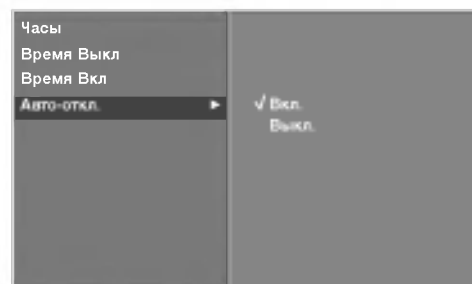 Часы
Время Выкл
Время Вкл
Авто-откл. ►
√ Вкл.
Выкл.